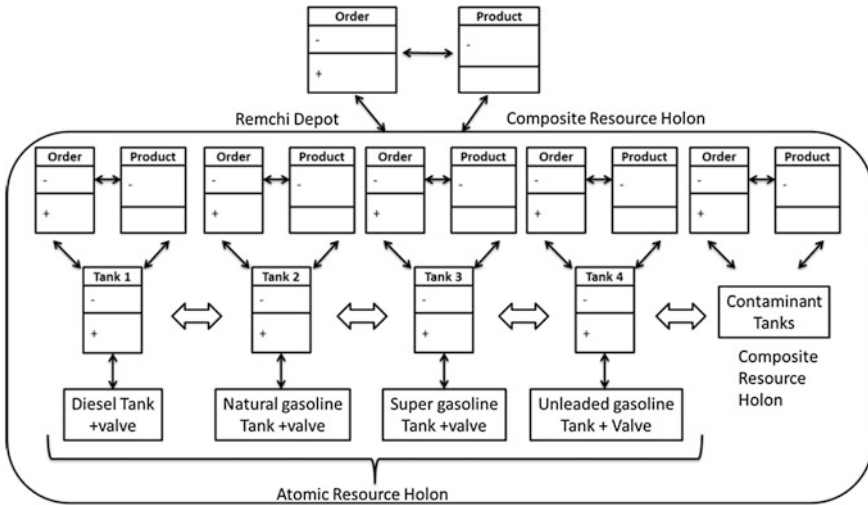 Order Product
-
-
+
Remchi Depot Composite Resource Holon
Order Product Order Product Order Product Order Product Order Product
- - - - -
- - - - -
+ + + + +
Tank 1 Tank 2 Tank 3 Tank 4
- - - -
+ + + +
Contaminant
Tanks
Composite
Resource
Holon
Diesel Tank
+valve
Natural gasoline
Tank +valve
Super gasoline
Tank +valve
Unleaded gasoline
Tank + Valve
Atomic Resource Holon